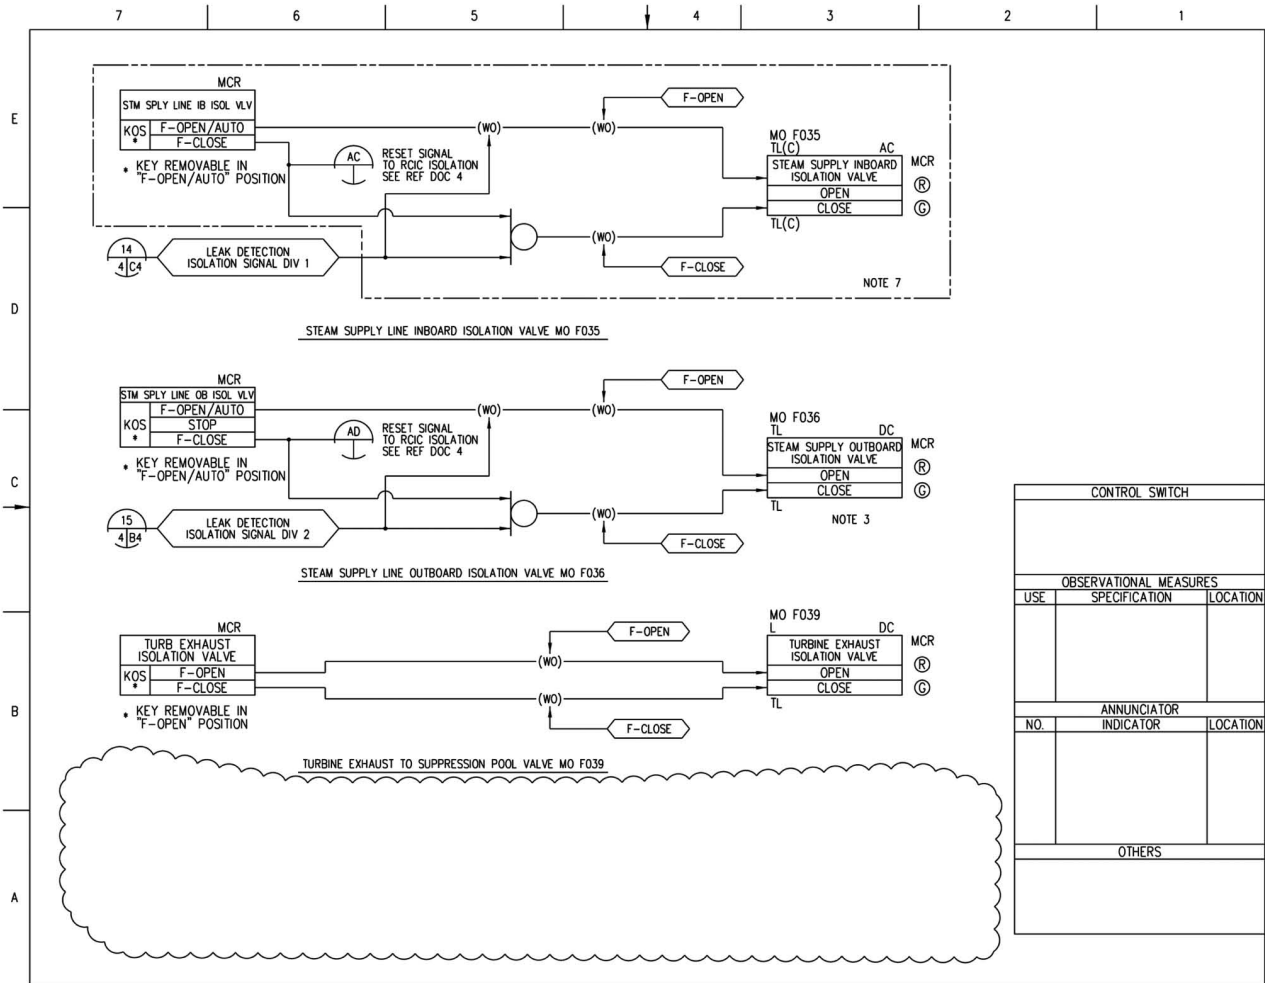 7 6 5 4 3 2 1
E
D
C
B
A
MCR
STM SPLY LINE IB ISOL VLV
KOS *
F-OPEN/AUTO
F-CLOSE
* KEY REMOVABLE IN
"F-OPEN/AUTO" POSITION
AC
RESET SIGNAL
TO RCIC ISOLATION
SEE REF DOC 4
(WO)
(WO)
F-OPEN
MO F035
TL(C) AC
STEAM SUPPLY INBOARD
ISOLATION VALVE
OPEN
CLOSE
TL(C)
MCR
R
G
14
4 C4
LEAK DETECTION
ISOLATION SIGNAL DIV 1
(WO)
F-CLOSE
NOTE 7
STEAM SUPPLY LINE INBOARD ISOLATION VALVE MO F035
MCR
STM SPLY LINE OB ISOL VLV
KOS *
F-OPEN/AUTO
STOP
F-CLOSE
* KEY REMOVABLE IN
"F-OPEN/AUTO" POSITION
AD
RESET SIGNAL
TO RCIC ISOLATION
SEE REF DOC 4
(WO)
(WO)
F-OPEN
MO F036
TL DC
STEAM SUPPLY OUTBOARD
ISOLATION VALVE
OPEN
CLOSE
TL
MCR
R
G
NOTE 3
15
4 B4
LEAK DETECTION
ISOLATION SIGNAL DIV 2
(WO)
F-CLOSE
STEAM SUPPLY LINE OUTBOARD ISOLATION VALVE MO F036
MCR
TURB EXHAUST
ISOLATION VALVE
KOS *
F-OPEN
F-CLOSE
* KEY REMOVABLE IN
"F-OPEN" POSITION
F-OPEN
(WO)
(WO)
F-CLOSE
MO F039
L DC
TURBINE EXHAUST
ISOLATION VALVE
OPEN
CLOSE
TL
MCR
R
G
TURBINE EXHAUST TO SUPPRESSION POOL VALVE MO F039
CONTROL SWITCH
OBSERVATIONAL MEASURES
USE SPECIFICATION LOCATION
ANNUNCIATOR
NO. INDICATOR LOCATION
OTHERS